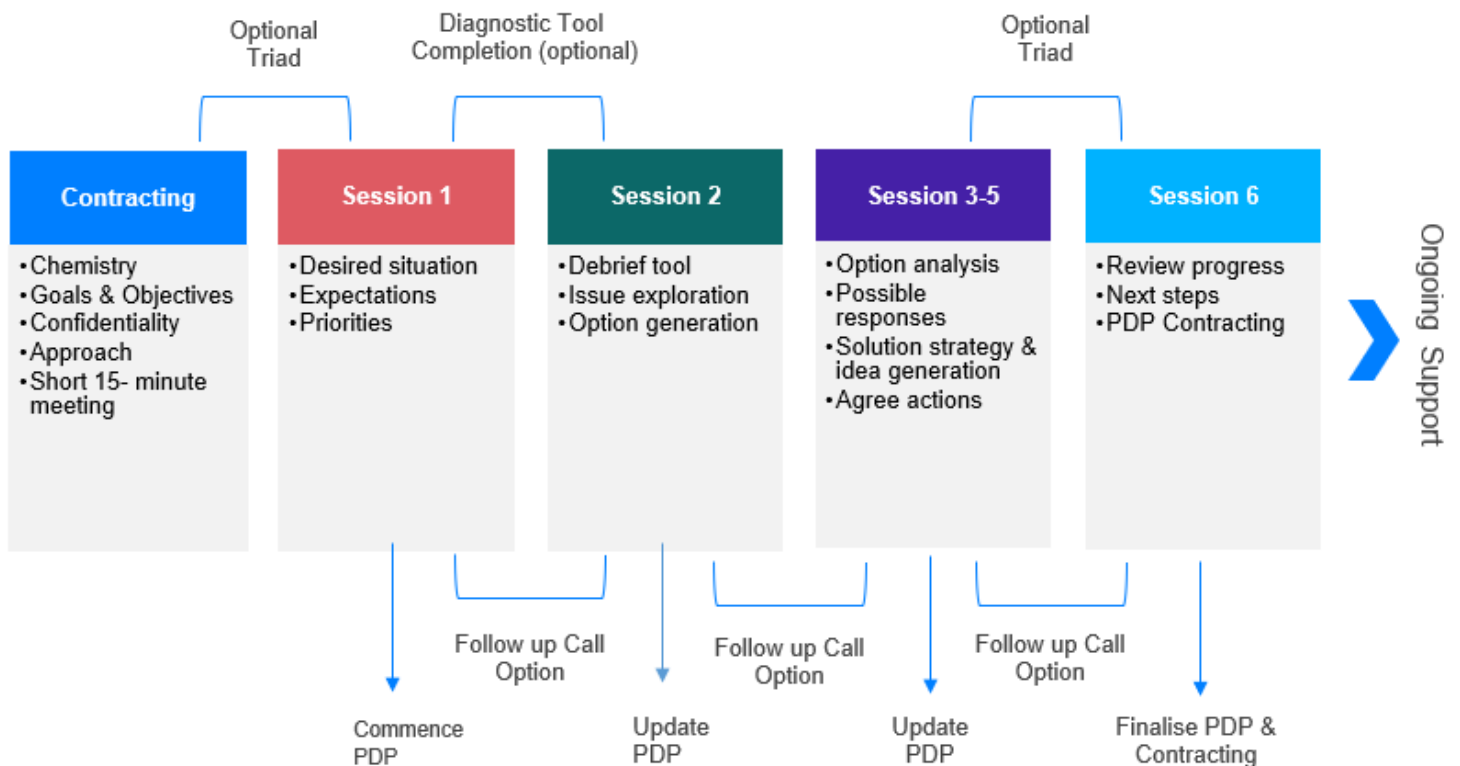 Optional
Triad
Diagnostic Tool
Completion (optional)
Optional
Triad
Contracting
•Chemistry
•Goals & Objectives
•Confidentiality
•Approach
•Short 15- minute
meeting
Session 1
•Desired situation
•Expectations
•Priorities
Session 2
•Debrief tool
•Issue exploration
•Option generation
Session 3-5
•Option analysis
•Possible
responses
•Solution strategy &
idea generation
•Agree actions
Session 6
•Review progress
•Next steps
•PDP Contracting
Ongoing Support
Follow up Call
Option
Follow up Call
Option
Follow up Call
Option
Commence
PDP
Update
PDP
Update
PDP
Finalise PDP &
Contracting